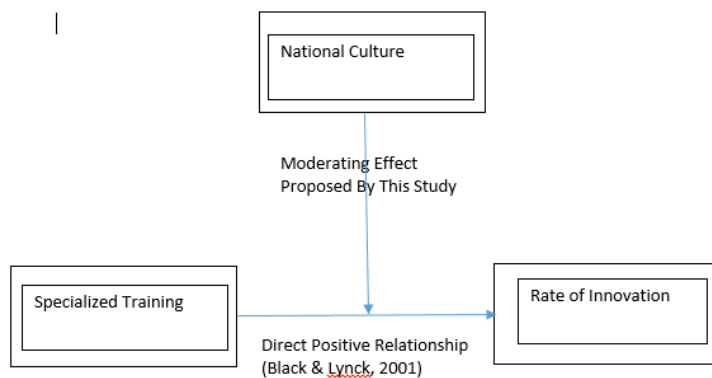 National Culture
Moderating Effect
Proposed By This Study
Specialized Training
Rate of Innovation
Direct Positive Relationship
(Black & Lynck, 2001)